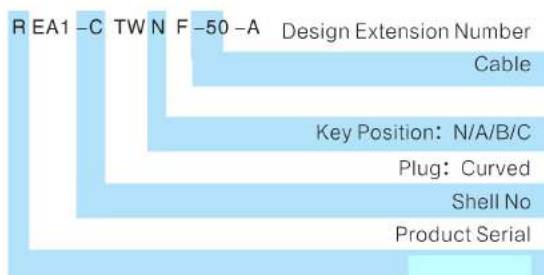 R EA1 –C TW N F –50 –A Design Extension Number
Cable
Key Position: N/A/B/C
Plug: Curved
Shell No
Product Serial